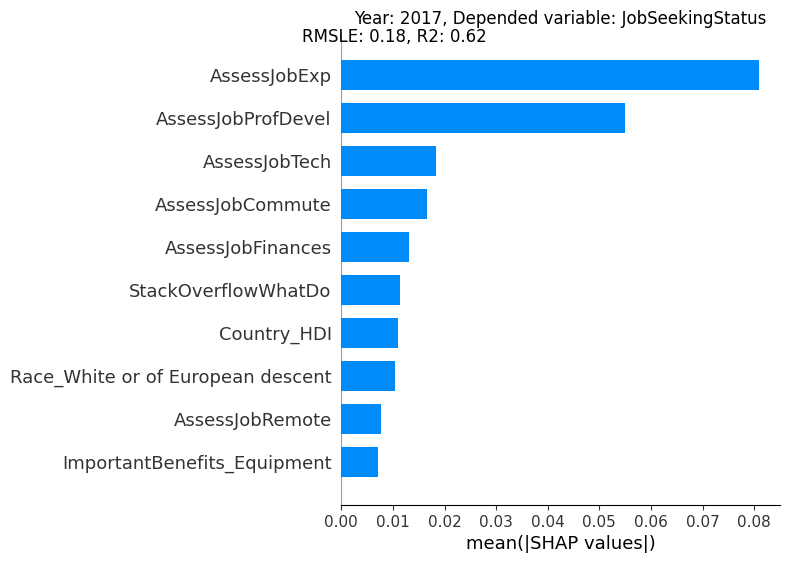 Year: 2017, Depended variable: JobSeekingStatus
RMSLE: 0.18, R2: 0.62
AssessJobExp
AssessJobProfDevel
AssessJobTech
AssessJobCommute
AssessJobFinances
StackOverflowWhatDo
Country_HDI
Race_White or of European descent
AssessJobRemote
ImportantBenefits_Equipment
0.00 0.01 0.02 0.03 0.04 0.05 0.06 0.07 0.08
mean(|SHAP values|)